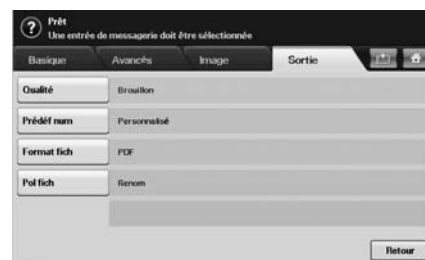 Prêt
Une entrée de messagerie doit être sélectionnée
Basique Avancés Image Sortie
Qualité Brouillon
Prédéf num Personnalisé
Format fich PDF
Pol fich Renom
Retour